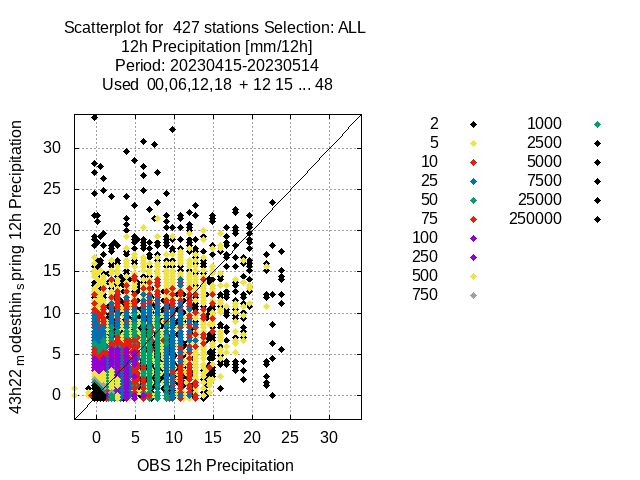 Scatterplot for 427 stations Selection: ALL
12h Precipitation [mm/12h]
Period: 20230415-20230514
Used 00,06,12,18 + 12 15 ... 48
43h22_modesthin_spring 12h Precipitation
30
25
20
15
10
5
0
0 5 10 15 20 25 30
OBS 12h Precipitation
2 1000
5 2500
10 5000
25 7500
50 25000
75 250000
100
250
500
750